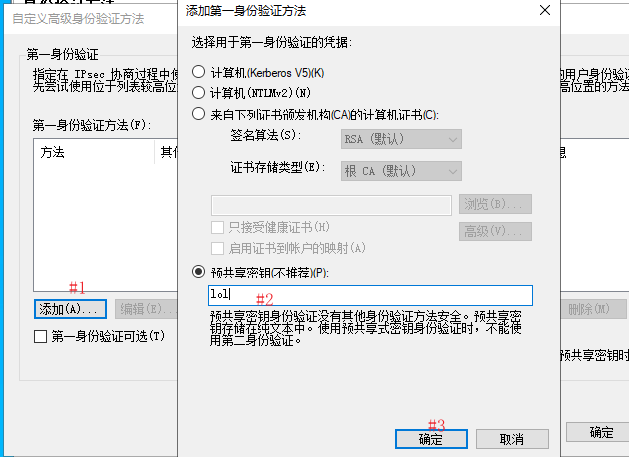 自定义高级身份验证方法
第一身份验证
指定在 IPsec 协商过程中使
先尝试使用位于列表较高位
第一身份验证方法(F):
方法
其他
#1
添加(A)...
编辑(E)...
第一身份验证可选(T)
添加第一身份验证方法
选择用于第一身份验证的凭据:
计算机(Kerberos V5)(K)
计算机(NTLMv2)(N)
来自下列证书颁发机构(CA)的计算机证书(C):
签名算法(S):
RSA (默认)
证书存储类型(E):
根 CA (默认)
浏览(B)...
只接受健康证书(H)
高级(V)...
启用证书到帐户的映射(A)
预共享密钥(不推荐)(P):
lol
#2
预共享密钥身份验证没有其他身份验证方法安全。预共享密
钥存储在纯文本中。使用预共享式密钥身份验证时，不能使
用第二身份验证。
#3
确定
取消
的用户身份验
高位置的方法
息
删除(M)
预共享密钥时
确定